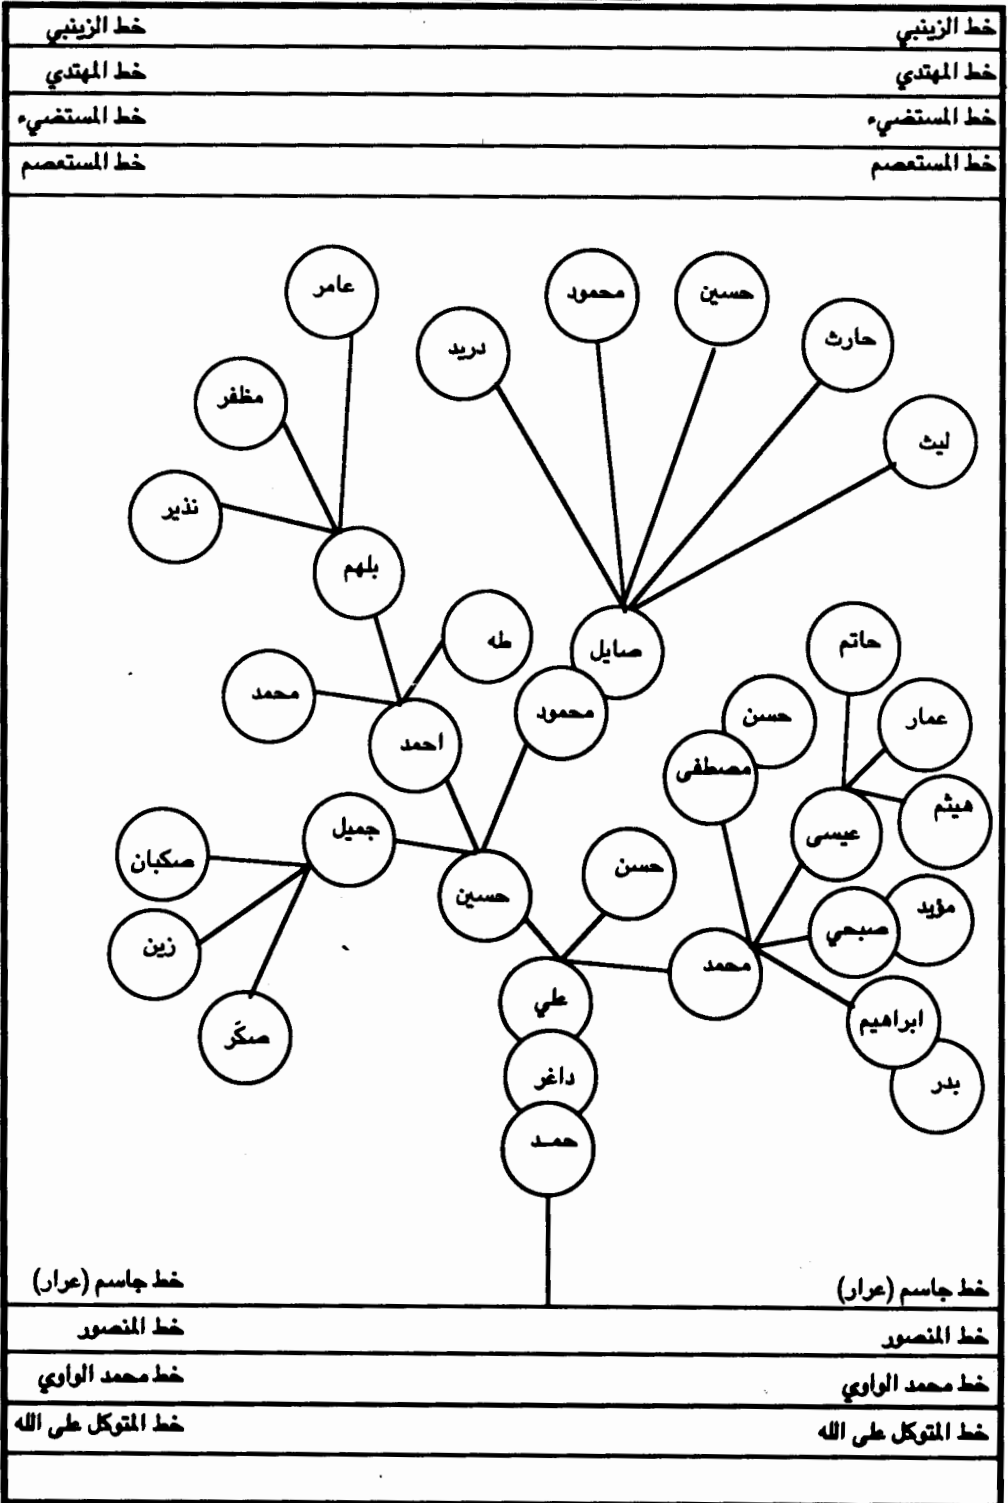 خط الزينبي خط الزينبي
خط المهتدي خط المهتدي
خط المستضيء خط المستضيء
خط المستعصم خط المستعصم
عامر
محمود
حسين
حارث
دريد
مظفر
ليث
نذير
بلهم
طه
صايل
حاتم
محمد
محمود
حسن
عمار
احمد
مصطفى
هيثم
جميل
عيسى
صكبان
حسن
حسين
مؤيد
صبحي
زين
محمد
علي
ابراهيم
صكَر
داغر
بدر
حمـد
خط جاسم (عرار) خط جاسم (عرار)
خط المنصور خط المنصور
خط محمد الواوي خط محمد الواوي
خط المتوكل على الله خط المتوكل على الله